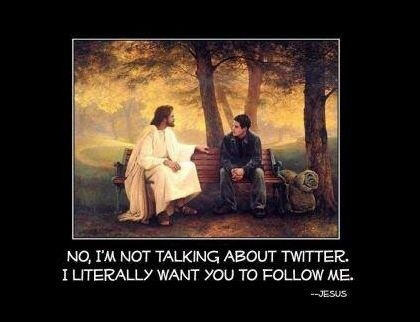 NO, I'M NOT TALKING ABOUT TWITTER.
I LITERALLY WANT YOU TO FOLLOW ME.
--JESUS